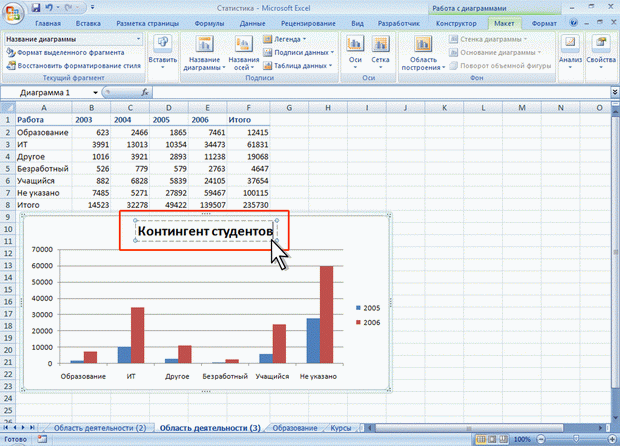 Статистика - Microsoft Excel
Работа с диаграммами
Главная Вставка Разметка страницы Формулы Данные Рецензирование Вид Разработчик Конструктор Макет Формат
Название диаграммы
Формат выделенного фрагмента
Восстановить форматирование стиля
Текущий фрагмент
Вставить
Название диаграммы
Названия осей
Легенда
Подписи данных
Таблица данных
Подписи
Оси
Сетка
Оси
Область построения
Стенка диаграммы
Основание диаграммы
Поворот объемной фигуры
Фон
Анализ
Свойства
Диаграмма 1
fx
A B C D E F G H I J K L M N O
1 Работа 2003 2004 2005 2006 Итого
2 Образование 623 2466 1865 7461 12415
3 ИТ 3991 13013 10354 34473 61831
4 Другое 1016 3921 2893 11238 19068
5 Безработный 526 779 579 2763 4647
6 Учащийся 882 6828 5839 24105 37654
7 Не указано 7485 5271 27892 59467 100115
8 Итого 14523 32278 49422 139507 235730
9
10
11
12
13
14
15
16
17
18
19
20
21
22
23
24
25
26
Контингент студентов
70000
60000
50000
40000
30000
20000
10000
0
Образование ИТ Другое Безработный Учащийся Не указано
2005
2006
Область деятельности (2) Область деятельности (3) Образование Курсы
Готово
100%